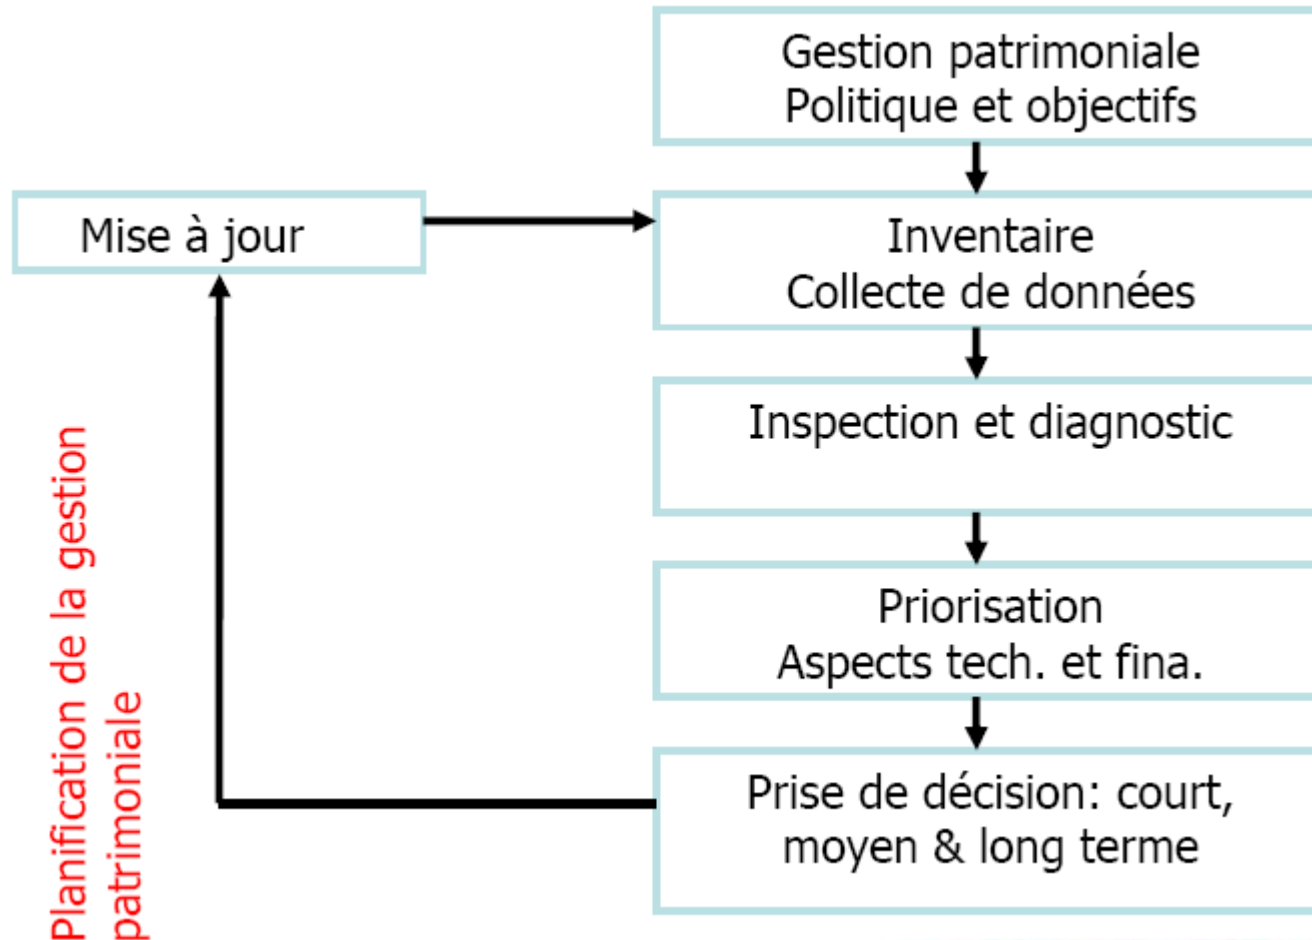 Gestion patrimoniale
Politique et objectifs
Mise à jour
Inventaire
Collecte de données
Inspection et diagnostic
Priorisation
Aspects tech. et fina.
Prise de décision: court,
moyen & long terme
Planification de la gestion
patrimoniale